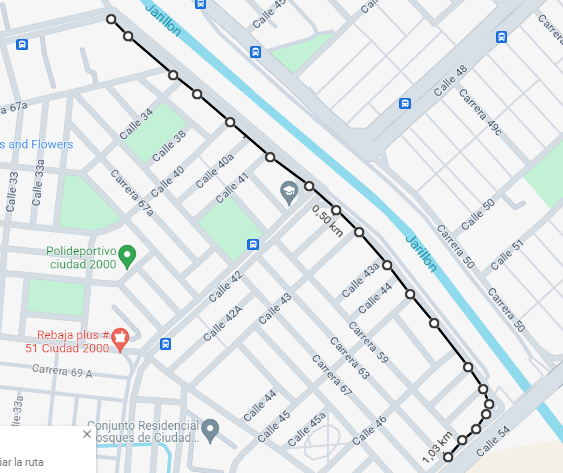 Calle 45
Jarillon
Calle 48
a 67a
Calle 34
Carrera 49c
Calle 38
s and Flowers
Calle 33
Calle 33a
Calle 40
Calle 40a
Carrera 67a
Calle 41
0,50 km
Calle 50
Carrera 50
Jarillon
Calle 51
Polideportivo
ciudad 2000
Calle 42
Calle 43a
Calle 44
Carrera 50
Calle 42A
Calle 43
Rebaja plus #
51 Ciudad 2000
Carrera 59
Carrera 63
Carrera 67
Carrera 69 A
Calle 44
Calle 45
Calle 45a
Calle 46
1,03 km
Calle 54
33a
Conjunto Residencial
osques de Ciudad...
iar la ruta